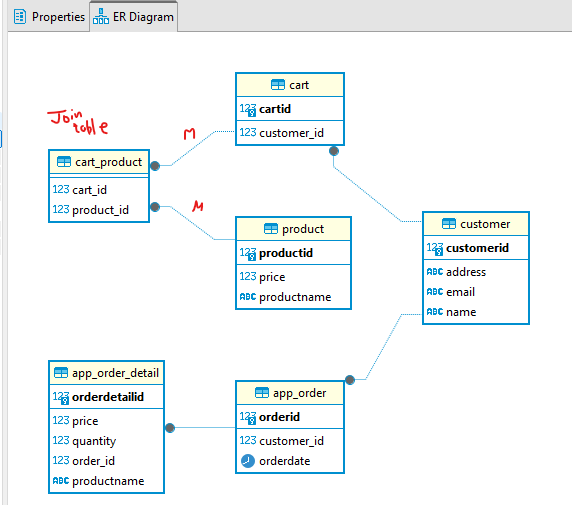 Properties
ER Diagram
cart
123 cartid
123 customer_id
Join
table
M
cart_product
123 cart_id
123 product_id
M
product
123 productid
123 price
ABC productname
customer
123 customerid
ABC address
ABC email
ABC name
app_order_detail
123 orderdetailid
123 price
123 quantity
123 order_id
ABC productname
app_order
123 orderid
123 customer_id
orderdate